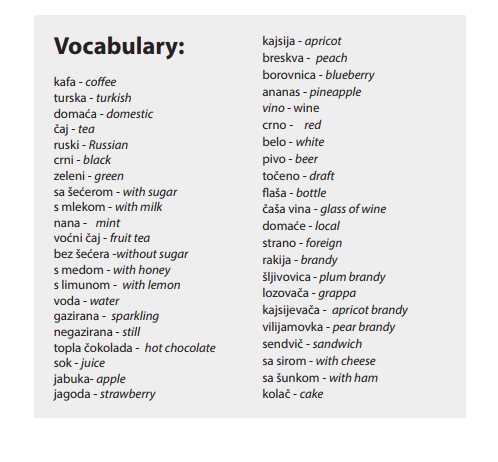 Vocabulary:
kafa - coffee
turska - turkish
domaća - domestic
čaj - tea
ruski - Russian
crni - black
zeleni - green
sa šećerom - with sugar
s mlekom - with milk
nana - mint
voćni čaj - fruit tea
bez šećera -without sugar
s medom - with honey
s limunom - with lemon
voda - water
gazirana - sparkling
negazirana - still
topla čokolada - hot chocolate
sok - juice
jabuka- apple
jagoda - strawberry
kajsija - apricot
breskva - peach
borovnica - blueberry
ananas - pineapple
vino - wine
crno - red
belo - white
pivo - beer
točeno - draft
flaša - bottle
čaša vina - glass of wine
domaće - local
strano - foreign
rakija - brandy
šljivovica - plum brandy
lozovača - grappa
kajsijevača - apricot brandy
vilijamovka - pear brandy
sendvič - sandwich
sa sirom - with cheese
sa šunkom - with ham
kolač - cake